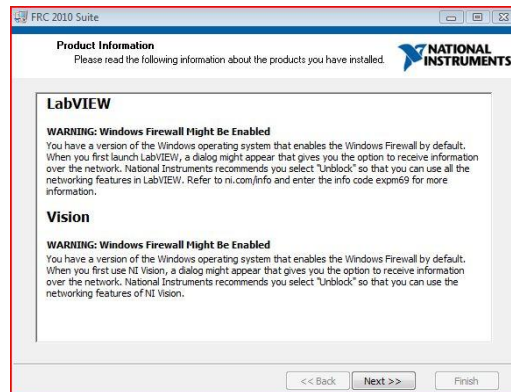 FRC 2010 Suite
Product Information
Please read the following information about the products you have installed.
NATIONAL
INSTRUMENTS
LabVIEW
WARNING: Windows Firewall Might Be Enabled
You have a version of the Windows operating system that enables the Windows Firewall by default.
When you first launch LabVIEW, a dialog might appear that gives you the option to receive information
over the network. National Instruments recommends you select "Unblock" so that you can use all the
networking features in LabVIEW. Refer to ni.com/info and enter the info code expm69 for more
information.
Vision
WARNING: Windows Firewall Might Be Enabled
You have a version of the Windows operating system that enables the Windows Firewall by default.
When you first use NI Vision, a dialog might appear that gives you the option to receive information
over the network. National Instruments recommends you select "Unblock" so that you can use the
networking features of NI Vision.
<< Back Next >> Finish